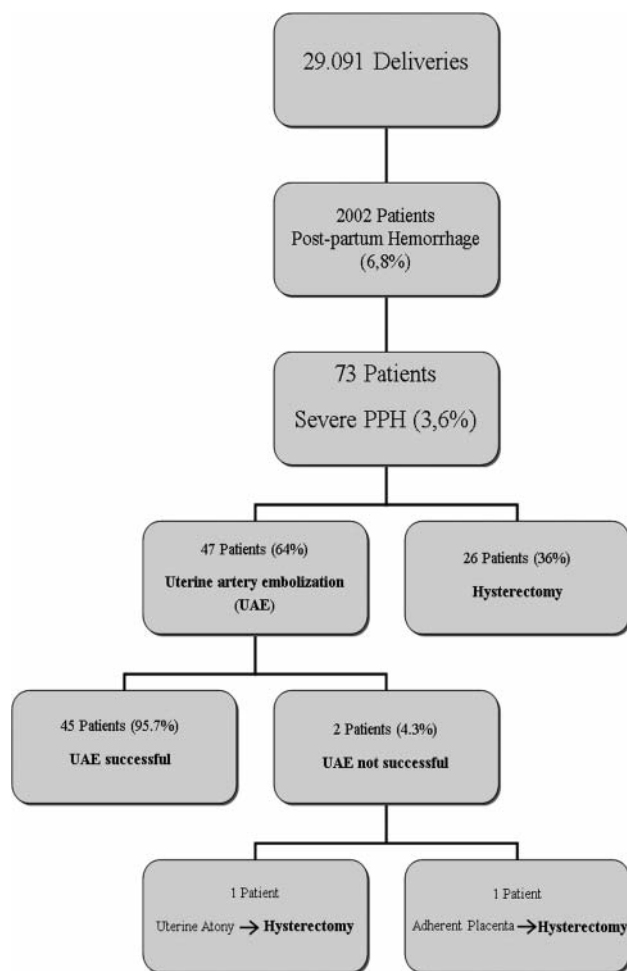 29.091 Deliveries
2002 Patients
Post-partum Hemorrhage
(6,8%)
73 Patients
Severe PPH (3,6%)
47 Patients (64%)
Uterine artery embolization
(UAE)
26 Patients (36%)
Hysterectomy
45 Patients (95.7%)
UAE successful
2 Patients (4.3%)
UAE not successful
1 Patient
Uterine Atony → Hysterectomy
1 Patient
Adherent Placenta → Hysterectomy